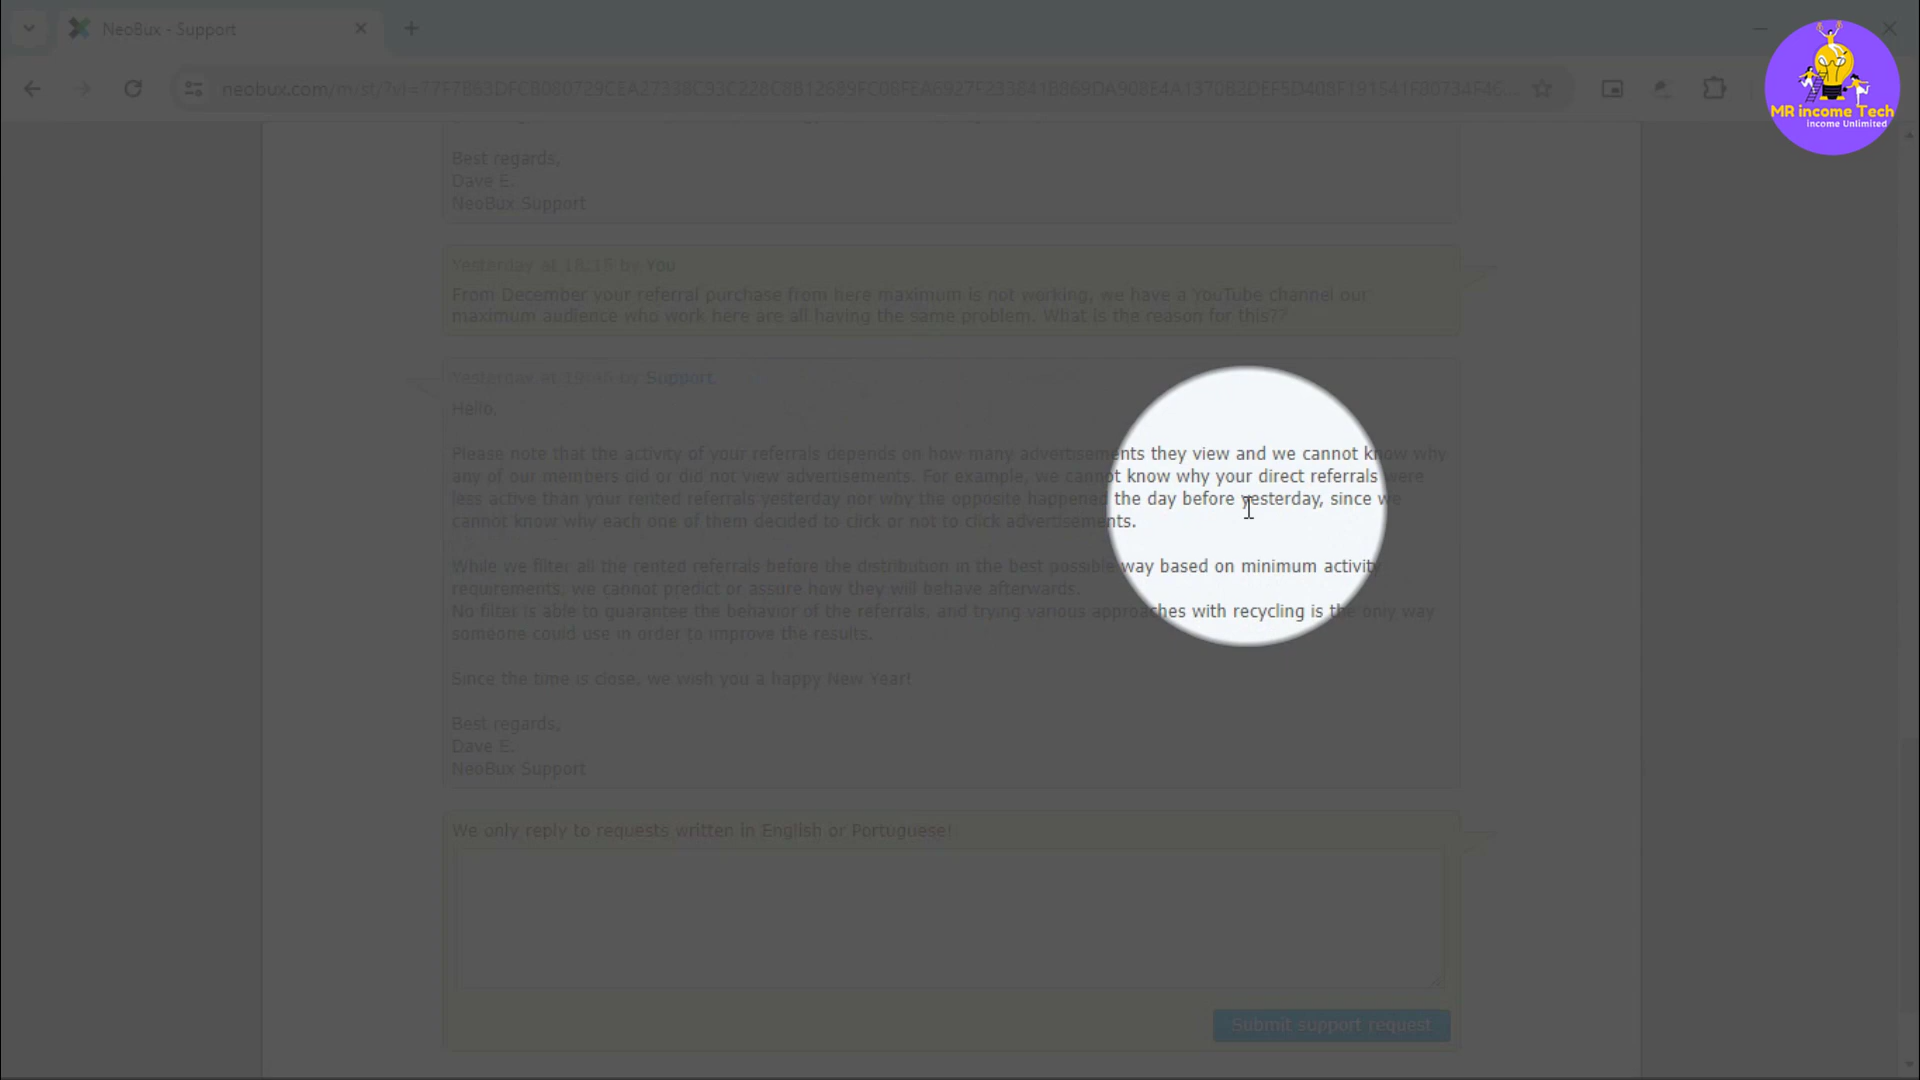 NeoBux - Support
MR income Tech
income Unlimited
Best regards,
Dave E.
NeoBux Support
Yesterday at 18:15 by You
From December your referral purchase from here maximum is not working, we have a YouTube channel our
maximum audience who work here are all having the same problem. What is the reason for this??
Yesterday at 19:46 by Support
Hello,
Please note that the activity of your referrals depends on how many advertisements they view and we cannot know why
any of our members did or did not view advertisements. For example, we cannot know why your direct referrals were
less active than your rented referrals yesterday nor why the opposite happened the day before yesterday, since we
cannot know why each one of them decided to click or not to click advertisements.
While we filter all the rented referrals before the distribution in the best possible way based on minimum activity
requirements, we cannot predict or assure how they will behave afterwards.
No filter is able to guarantee the behavior of the referrals, and trying various approaches with recycling is the only way
someone could use in order to improve the results.
Since the time is close, we wish you a happy New Year!
Best regards,
Dave E.
NeoBux Support
We only reply to requests written in English or Portuguese!
Submit support request